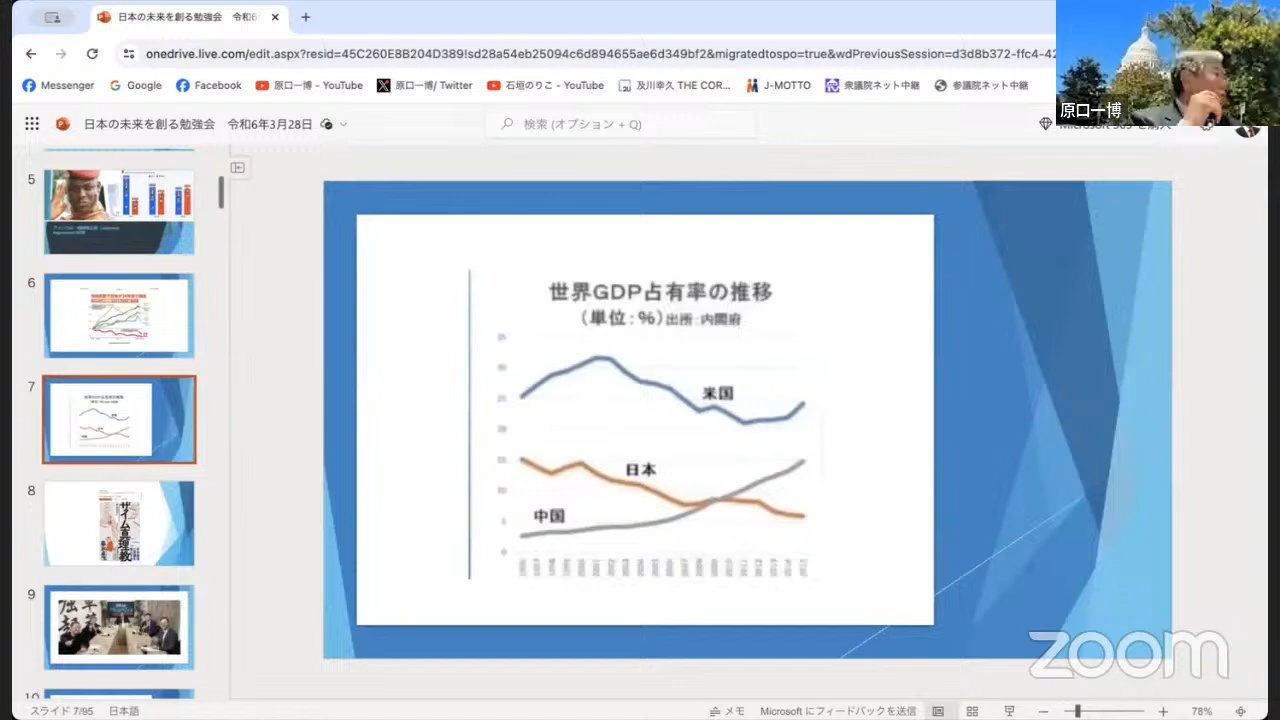 日本の未来を創る勉強会 令和6
onedrive.live.com/edit.aspx?resid=45C260E8B204D389!sd28a54eb25094c6d894655ae6d349bf2&migratedtospo=true&wdPreviousSession=d3d8b372-ffc4-42
Messenger
Google
Facebook
原口一博 - YouTube
原口一博/ Twitter
石垣のりこ - YouTube
及川幸久 THE COR...
J-MOTTO
衆議院ネット中継
参議院ネット中継
原口一博
日本の未来を創る勉強会 令和6年3月28日
検索 (オプション + Q)
5
6
7
8
ザイム真理教
9
10
世界GDP占有率の推移
(単位:%)出所:内閣府
米国
日本
中国
zoom
スライド 7/95
日本語
メモ
Microsoft にフィードバックを送信
78%